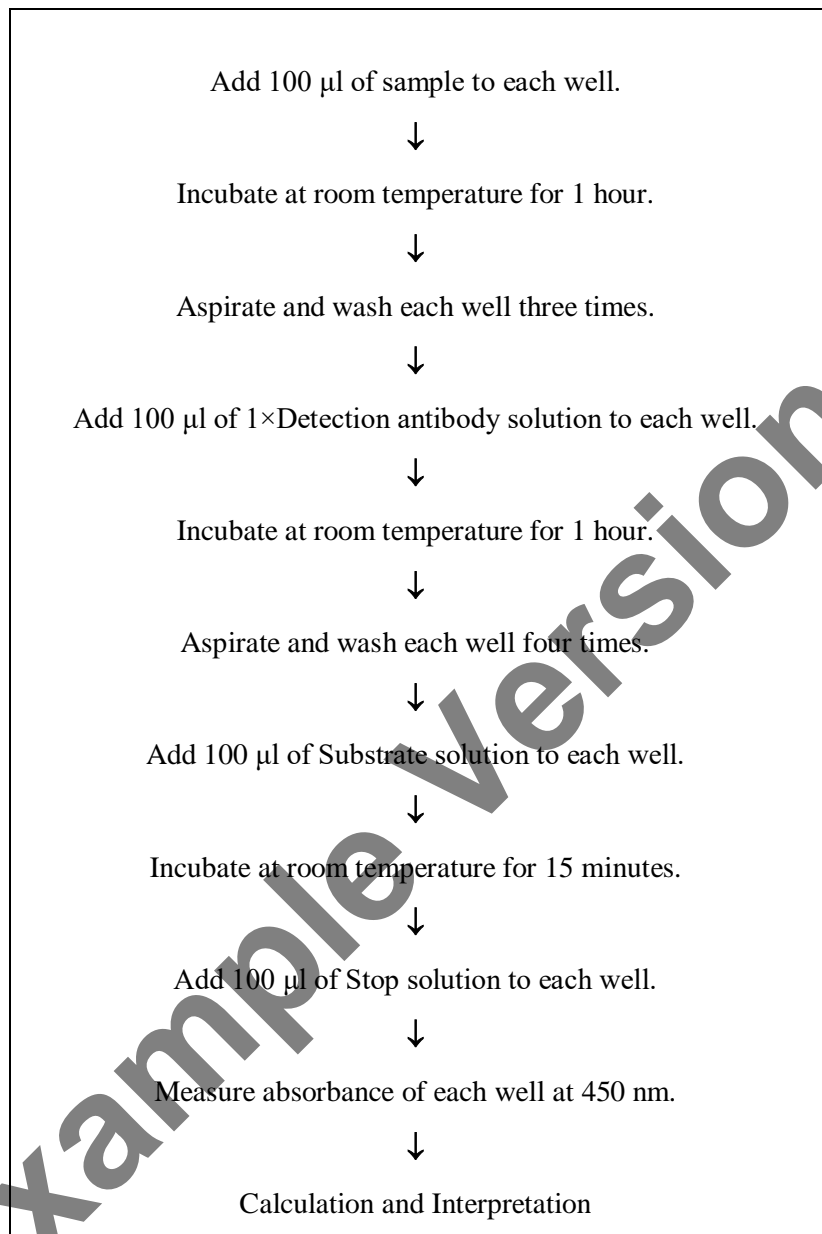 Add 100 μl of sample to each well.
↓
Incubate at room temperature for 1 hour.
↓
Aspirate and wash each well three times.
↓
Add 100 μl of 1×Detection antibody solution to each well.
↓
Incubate at room temperature for 1 hour.
↓
Aspirate and wash each well four times.
↓
Add 100 μl of Substrate solution to each well.
↓
Incubate at room temperature for 15 minutes.
↓
Add 100 μl of Stop solution to each well.
↓
Measure absorbance of each well at 450 nm.
↓
Calculation and Interpretation
xample Version